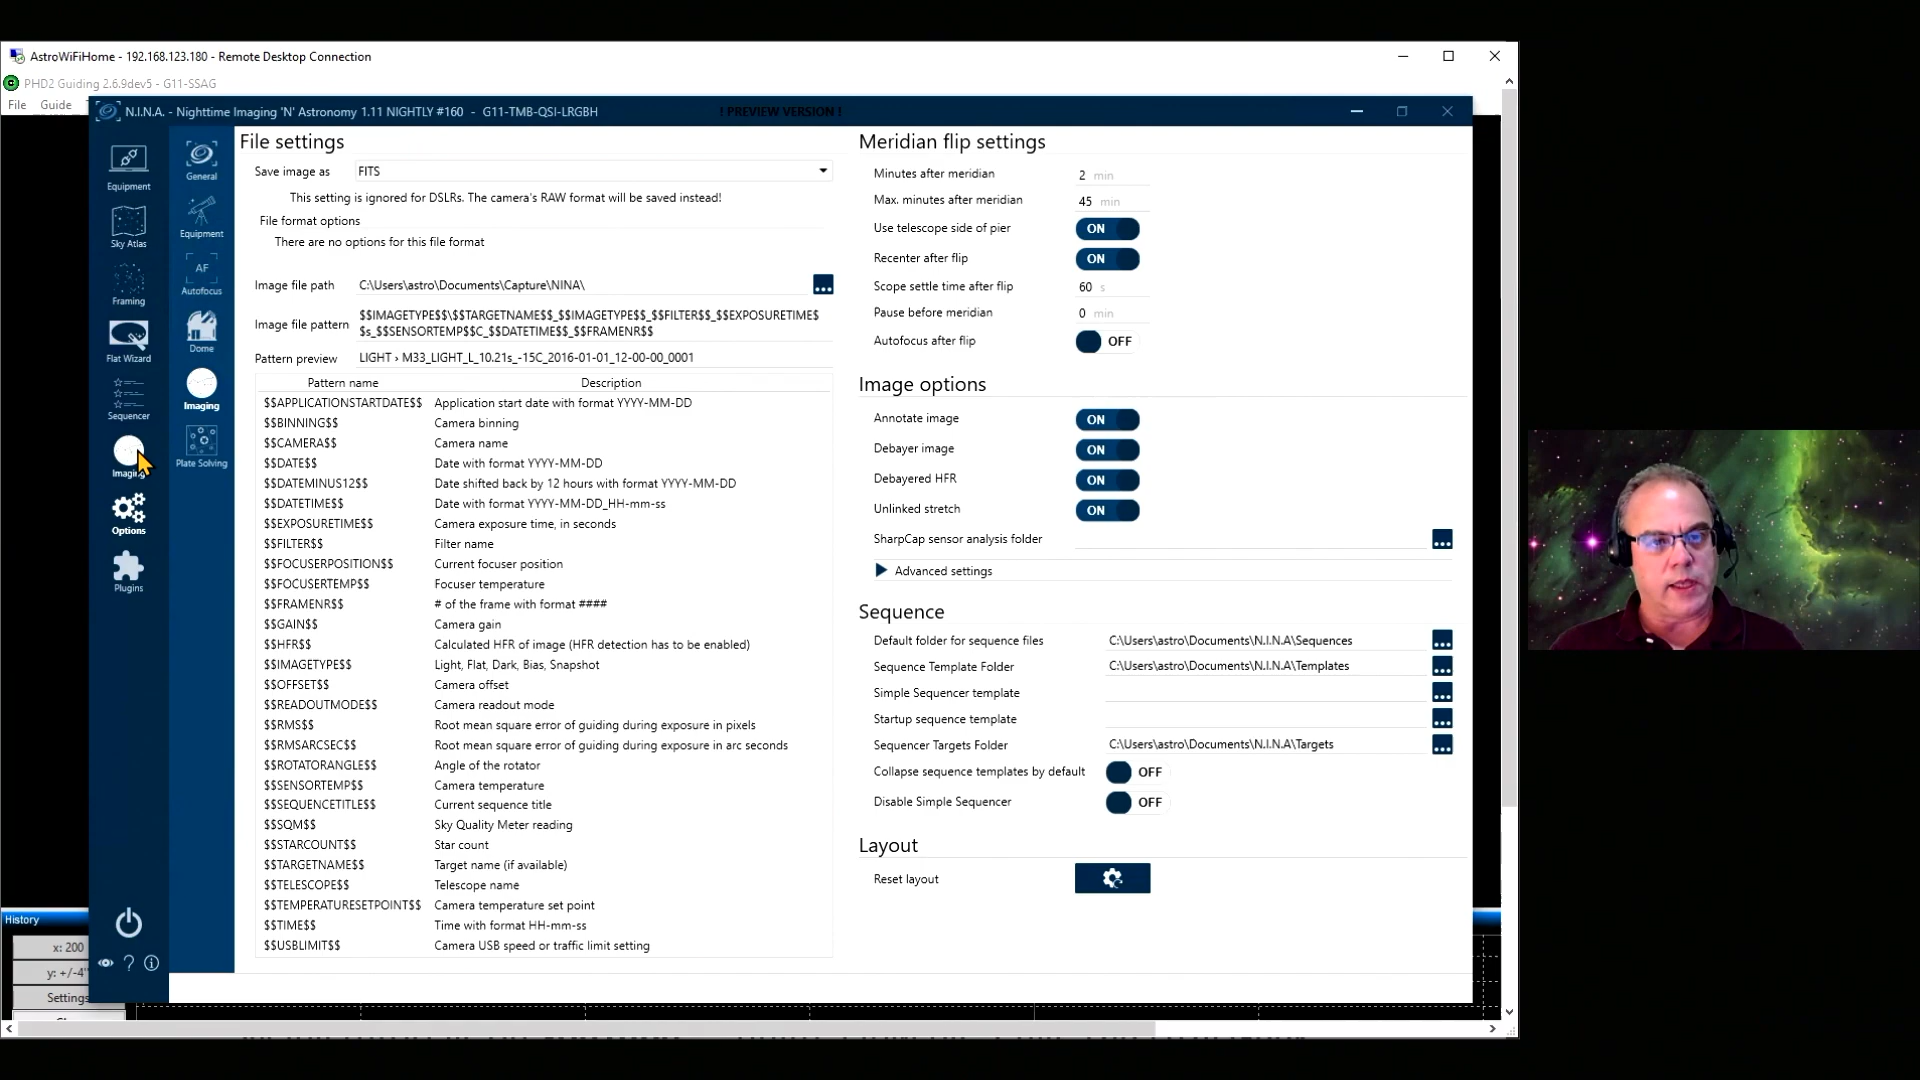 AstroWiFiHome - 192.168.123.180 - Remote Desktop Connection
PHD2 Guiding 2.6.9dev5 - G11-SSAG
File Guide
N.I.N.A. - Nighttime Imaging 'N' Astronomy 1.11 NIGHTLY #160 - G11-TMB-QSI-LRGBH
! PREVIEW VERSION !
Equipment
Sky Atlas
Framing
Flat Wizard
Sequencer
Imaging
Options
Plugins
General
Equipment
AF
Autofocus
Dome
Imaging
Plate Solving
File settings
Save image as FITS
This setting is ignored for DSLRs. The camera's RAW format will be saved instead!
File format options
There are no options for this file format
Image file path C:\Users\astro\Documents\Capture\NINA\
Image file pattern $$IMAGETYPE$$\$$TARGETNAME$$_$$IMAGETYPE$$_$$FILTER$$_$$EXPOSURETIME$
$s_$$SENSORTEMP$$C_$$DATETIME$$_$$FRAMENR$$
Pattern preview LIGHT › M33_LIGHT_L_10.21s_-15C_2016-01-01_12-00-00_0001
Pattern name Description
$$APPLICATIONSTARTDATE$$ Application start date with format YYYY-MM-DD
$$BINNING$$ Camera binning
$$CAMERA$$ Camera name
$$DATE$$ Date with format YYYY-MM-DD
$$DATEMINUS12$$ Date shifted back by 12 hours with format YYYY-MM-DD
$$DATETIME$$ Date with format YYYY-MM-DD_HH-mm-ss
$$EXPOSURETIME$$ Camera exposure time, in seconds
$$FILTER$$ Filter name
$$FOCUSERPOSITION$$ Current focuser position
$$FOCUSERTEMP$$ Focuser temperature
$$FRAMENR$$ # of the frame with format ####
$$GAIN$$ Camera gain
$$HFR$$ Calculated HFR of image (HFR detection has to be enabled)
$$IMAGETYPE$$ Light, Flat, Dark, Bias, Snapshot
$$OFFSET$$ Camera offset
$$READOUTMODE$$ Camera readout mode
$$RMS$$ Root mean square error of guiding during exposure in pixels
$$RMSARCSEC$$ Root mean square error of guiding during exposure in arc seconds
$$ROTATORANGLE$$ Angle of the rotator
$$SENSORTEMP$$ Camera temperature
$$SEQUENCETITLE$$ Current sequence title
$$SQM$$ Sky Quality Meter reading
$$STARCOUNT$$ Star count
$$TARGETNAME$$ Target name (if available)
$$TELESCOPE$$ Telescope name
$$TEMPERATURESETPOINT$$ Camera temperature set point
$$TIME$$ Time with format HH-mm-ss
$$USBLIMIT$$ Camera USB speed or traffic limit setting
Meridian flip settings
Minutes after meridian 2 min
Max. minutes after meridian 45 min
Use telescope side of pier ON
Recenter after flip ON
Scope settle time after flip 60 s
Pause before meridian 0 min
Autofocus after flip OFF
Image options
Annotate image ON
Debayer image ON
Debayered HFR ON
Unlinked stretch ON
SharpCap sensor analysis folder
Advanced settings
Sequence
Default folder for sequence files C:\Users\astro\Documents\N.I.N.A\Sequences
Sequence Template Folder C:\Users\astro\Documents\N.I.N.A\Templates
Simple Sequencer template
Startup sequence template
Sequencer Targets Folder C:\Users\astro\Documents\N.I.N.A\Targets
Collapse sequence templates by default OFF
Disable Simple Sequencer OFF
Layout
Reset layout
History
x: 200
y: +/-4"
Settings